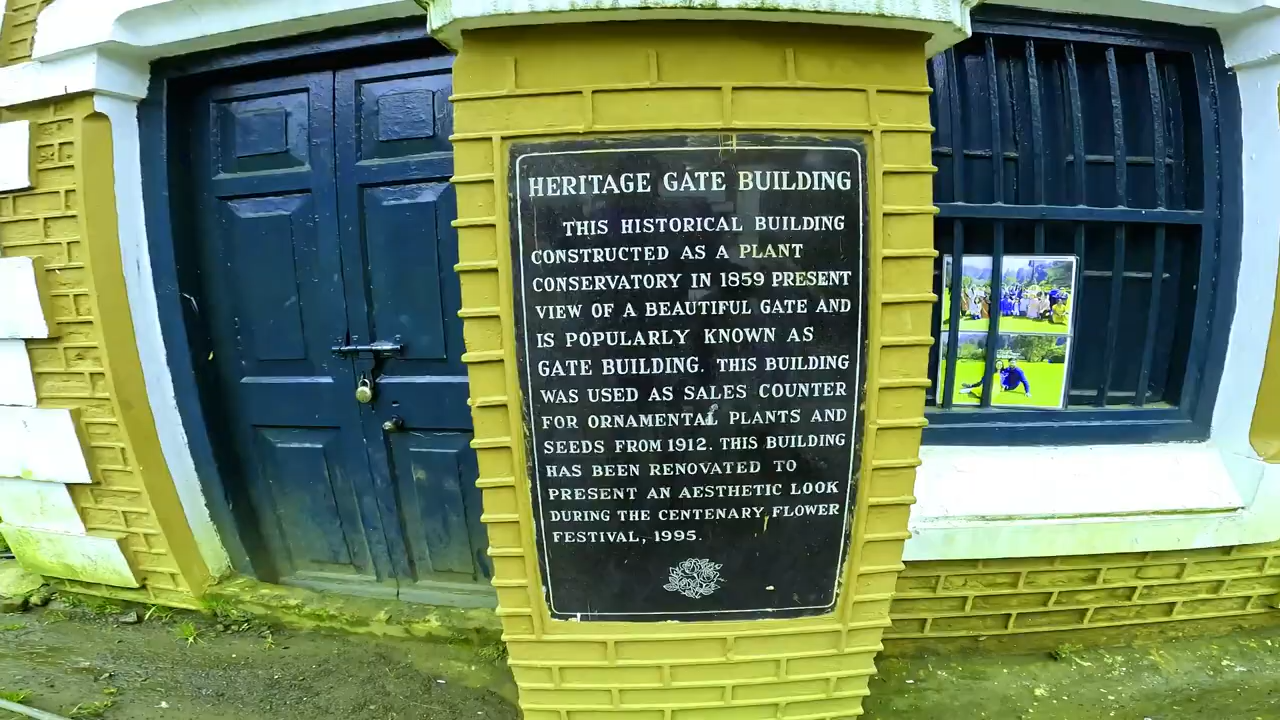 HERITAGE GATE BUILDING
THIS HISTORICAL BUILDING
CONSTRUCTED AS A PLANT
CONSERVATORY IN 1859 PRESENT
VIEW OF A BEAUTIFUL GATE AND
IS POPULARLY KNOWN AS
GATE BUILDING. THIS BUILDING
WAS USED AS SALES COUNTER
FOR ORNAMENTAL PLANTS AND
SEEDS FROM 1912. THIS BUILDING
HAS BEEN RENOVATED TO
PRESENT AN AESTHETIC LOOK
DURING THE CENTENARY FLOWER
FESTIVAL, 1995.